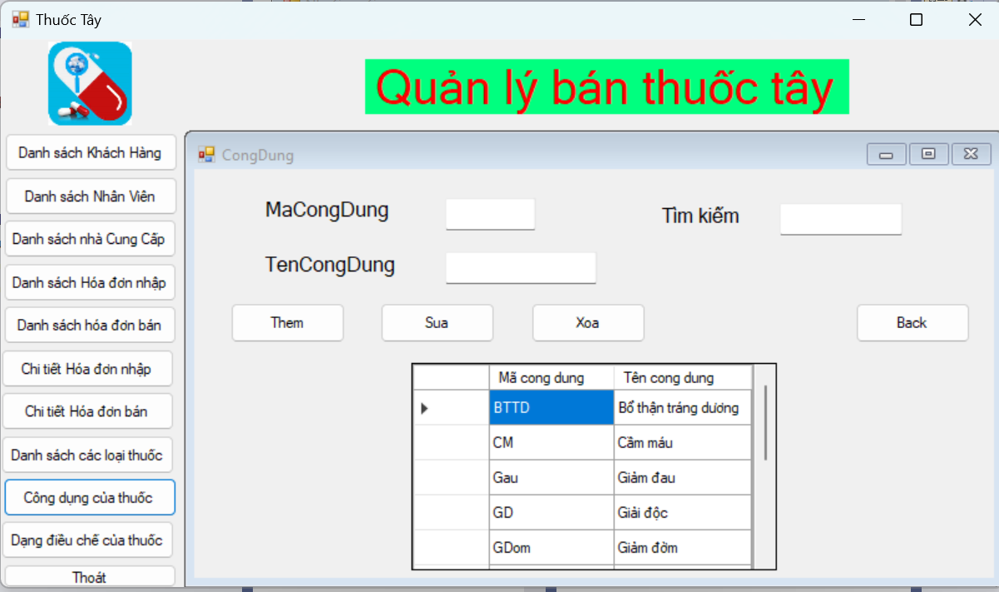 Thuốc Tây
Quản lý bán thuốc tây
Danh sách Khách Hàng
Danh sách Nhân Viên
Danh sách nhà Cung Cấp
Danh sách Hóa đơn nhập
Danh sách hóa đơn bán
Chi tiết Hóa đơn nhập
Chi tiết Hóa đơn bán
Danh sách các loại thuốc
Công dụng của thuốc
Dạng điều chế của thuốc
Thoát
CongDung
MaCongDung
Tìm kiếm
TenCongDung
Them Sua Xoa Back
Mã cong dung Tên cong dung
BTTD Bổ thận tráng dương
CM Cầm máu
Gau Giảm đau
GD Giải độc
GDom Giảm đờm